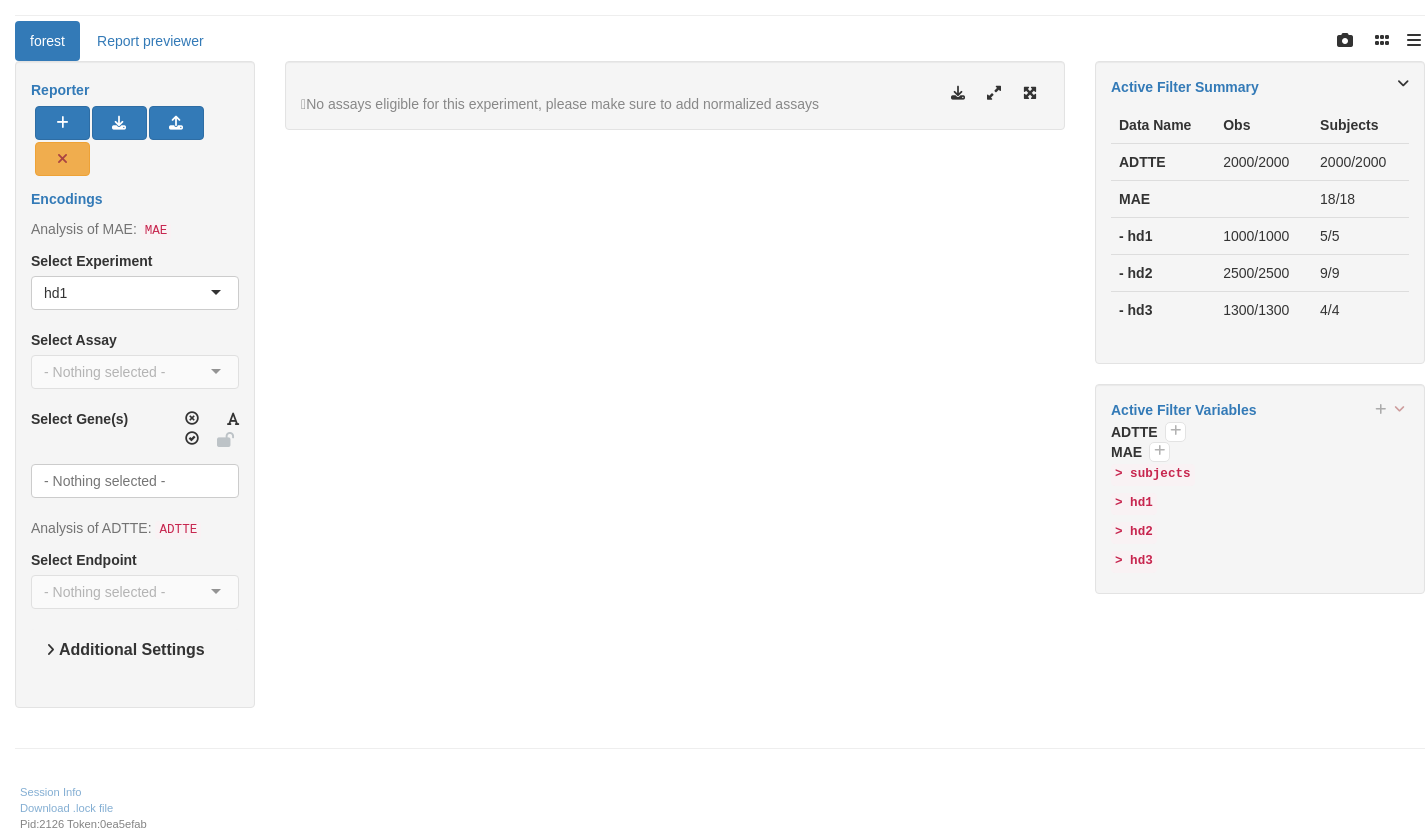 forest
Report previewer
Reporter
Encodings
Analysis of MAE: MAE
Select Experiment
hd1
Select Assay
- Nothing selected -
Select Gene(s)
- Nothing selected -
Analysis of ADTTE: ADTTE
Select Endpoint
- Nothing selected -
Additional Settings
No assays eligible for this experiment, please make sure to add normalized assays
Active Filter Summary
Data Name Obs Subjects
ADTTE 2000/2000 2000/2000
MAE 18/18
- hd1 1000/1000 5/5
- hd2 2500/2500 9/9
- hd3 1300/1300 4/4
Active Filter Variables
ADTTE
MAE
> subjects
> hd1
> hd2
> hd3
Session Info
Download .lock file
Pid:2126 Token:0ea5efab